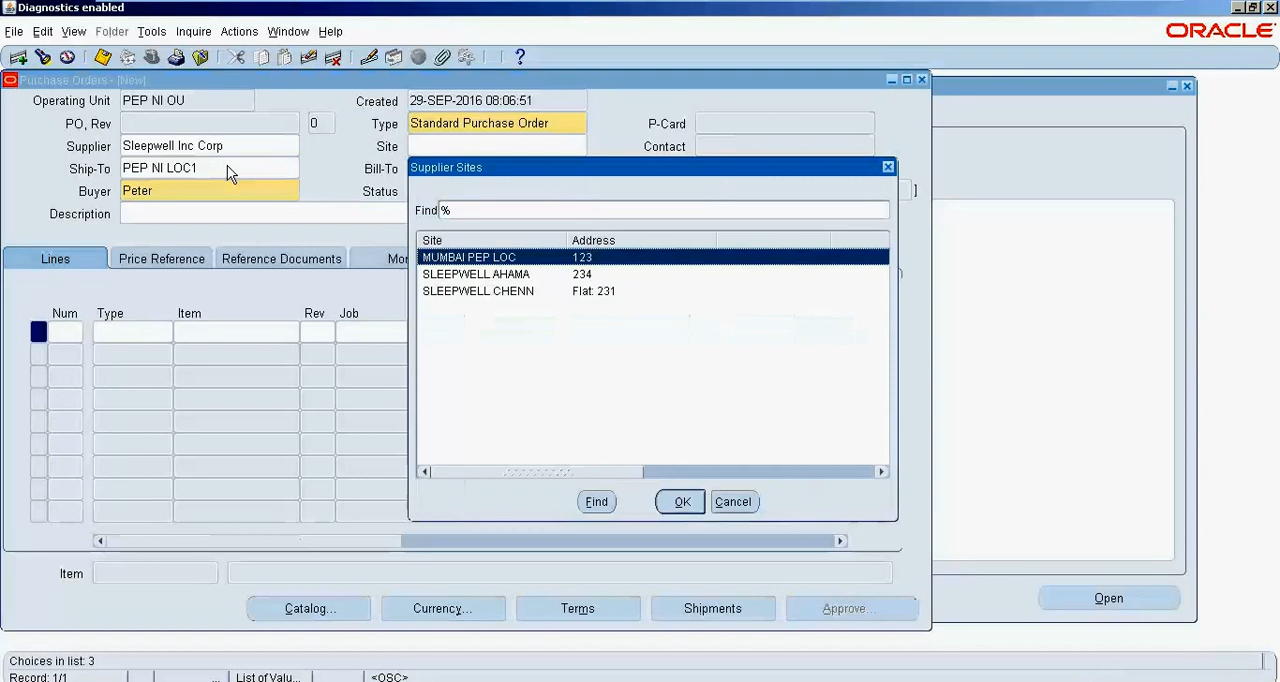 Diagnostics enabled
File Edit View Folder Tools Inquire Actions Window Help
ORACLE
Purchase Orders - [New]
Operating Unit PEP NI OU Created 29-SEP-2016 08:06:51
PO, Rev 0 Type Standard Purchase Order P-Card
Supplier Sleepwell Inc Corp Site Contact
Ship-To PEP NI LOC1 Bill-To
Buyer Peter Status ]
Description
Supplier Sites
Find %
Site Address
MUMBAI PEP LOC 123
SLEEPWELL AHAMA 234
SLEEPWELL CHENN Flat: 231
Find OK Cancel
Lines Price Reference Reference Documents Mor
Num Type Item Rev Job
Item
Catalog... Currency... Terms Shipments Approve...
Open
Choices in list: 3
Record: 1/1 ... List of Valu... <OSC>